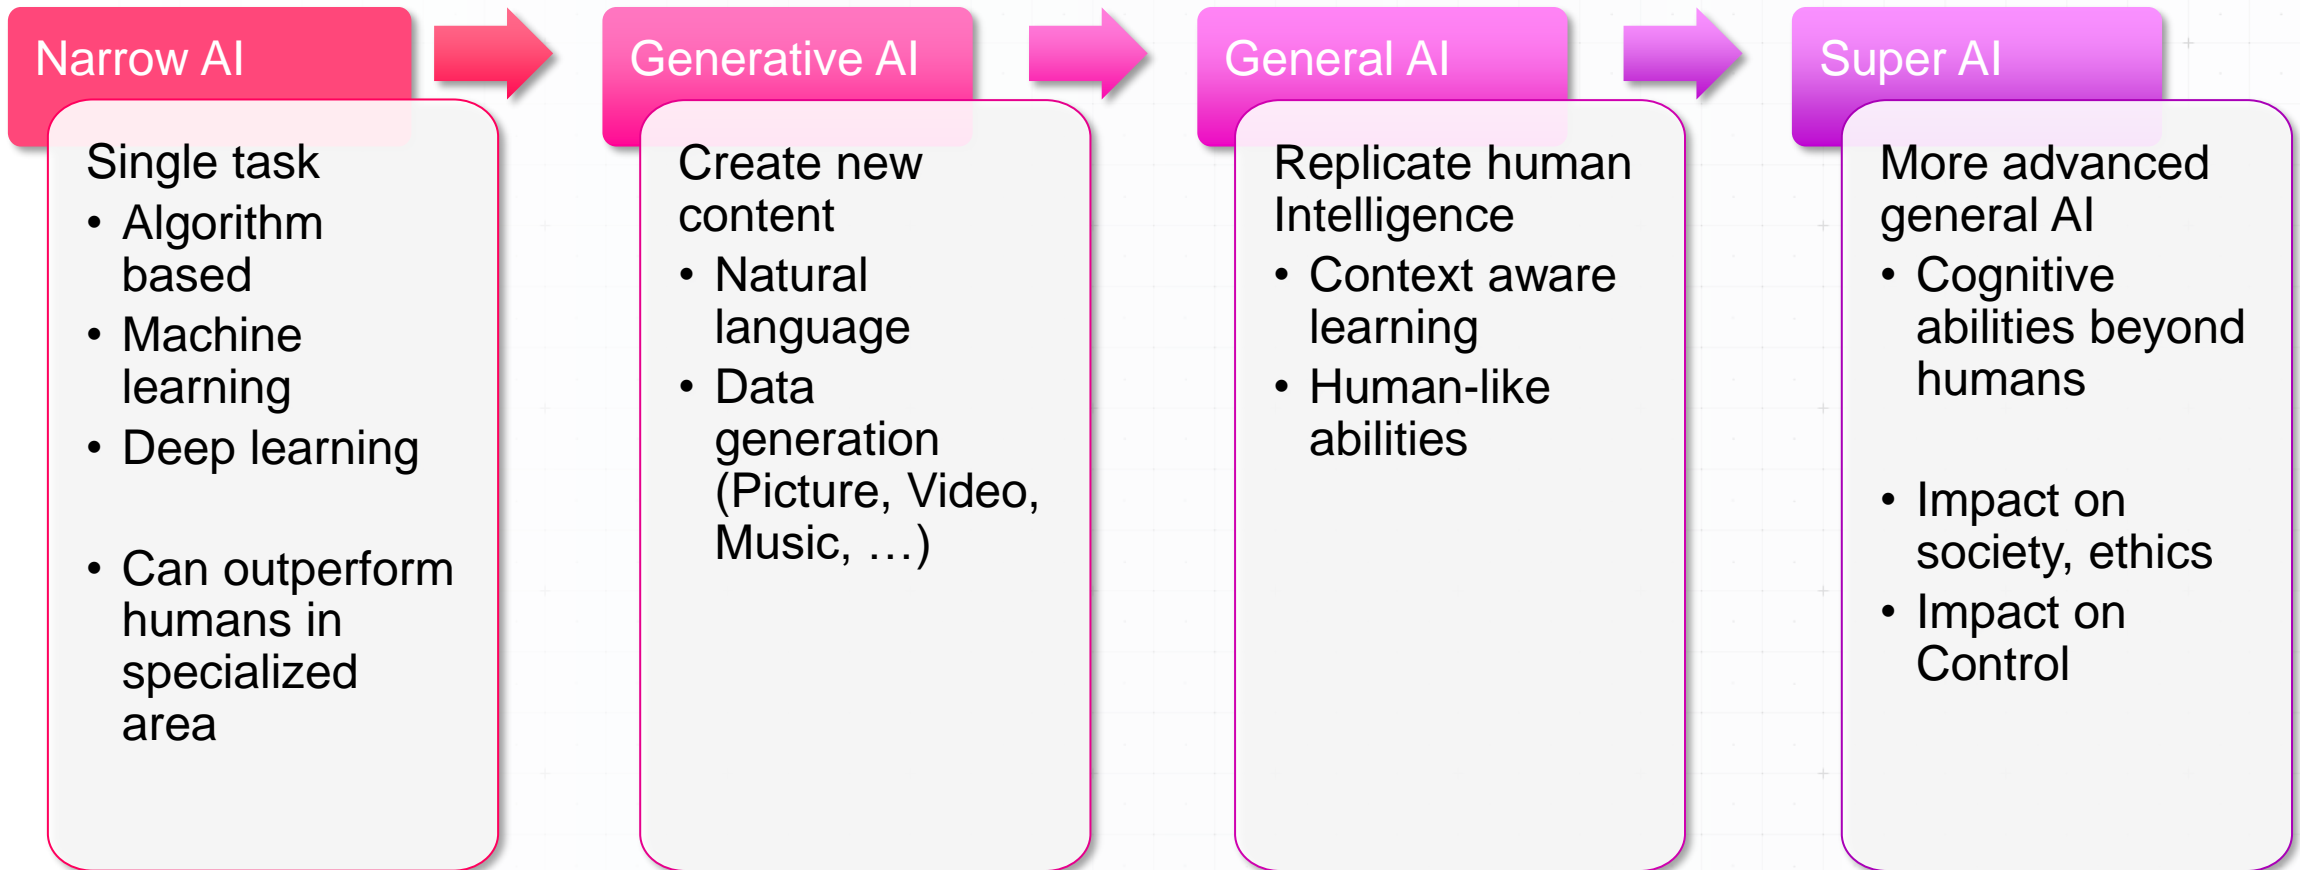 Narrow AI
Single task
• Algorithm
based
• Machine
learning
• Deep learning
• Can outperform
humans in
specialized
area
Generative AI
Create new
content
• Natural
language
• Data
generation
(Picture, Video,
Music, …)
General AI
Replicate human
Intelligence
• Context aware
learning
• Human-like
abilities
Super AI
More advanced
general AI
• Cognitive
abilities beyond
humans
• Impact on
society, ethics
• Impact on
Control